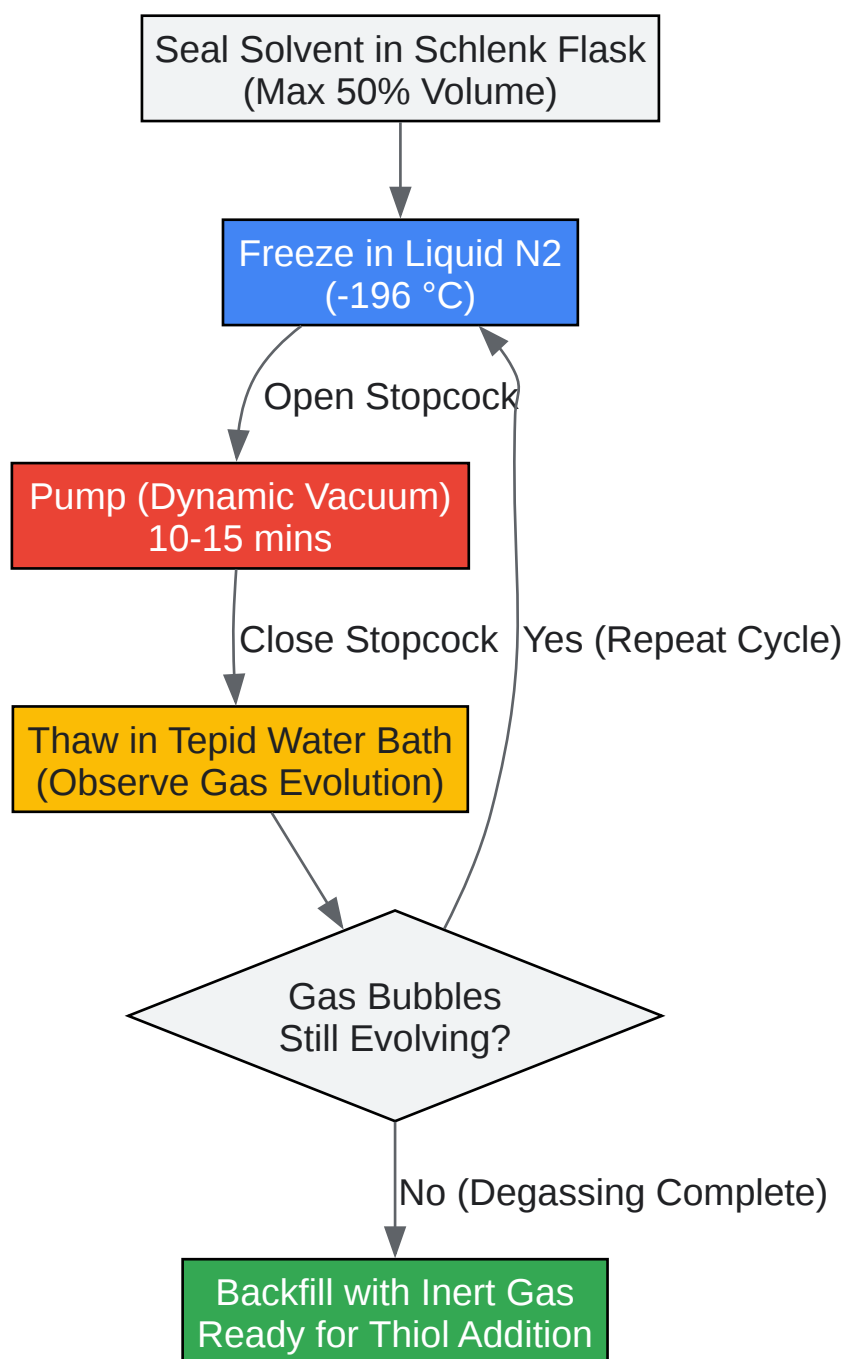 Seal Solvent in Schlenk Flask
(Max 50% Volume)
Freeze in Liquid N2
(-196 °C)
Open Stopcock
Pump (Dynamic Vacuum)
10-15 mins
Close Stopcock
Yes (Repeat Cycle)
Thaw in Tepid Water Bath
(Observe Gas Evolution)
Gas Bubbles
Still Evolving?
No (Degassing Complete)
Backfill with Inert Gas
Ready for Thiol Addition